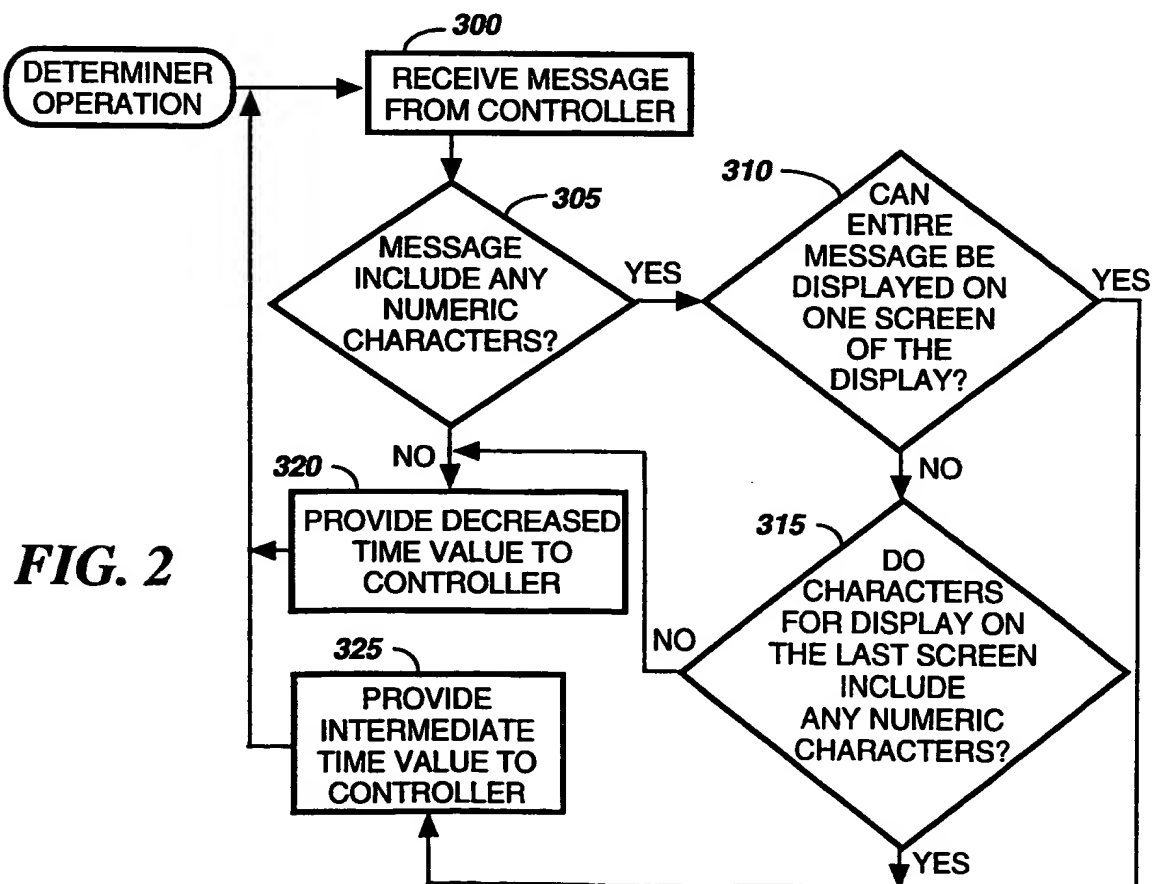 300
DETERMINER
OPERATION
RECEIVE MESSAGE
FROM CONTROLLER
305
MESSAGE
INCLUDE ANY
NUMERIC
CHARACTERS?
YES
310
CAN
ENTIRE
MESSAGE BE
DISPLAYED ON
ONE SCREEN
OF THE
DISPLAY?
YES
NO
NO
320
PROVIDE DECREASED
TIME VALUE TO
CONTROLLER
FIG. 2
315
DO
CHARACTERS
FOR DISPLAY ON
THE LAST SCREEN
INCLUDE
ANY NUMERIC
CHARACTERS?
NO
325
PROVIDE
INTERMEDIATE
TIME VALUE TO
CONTROLLER
YES